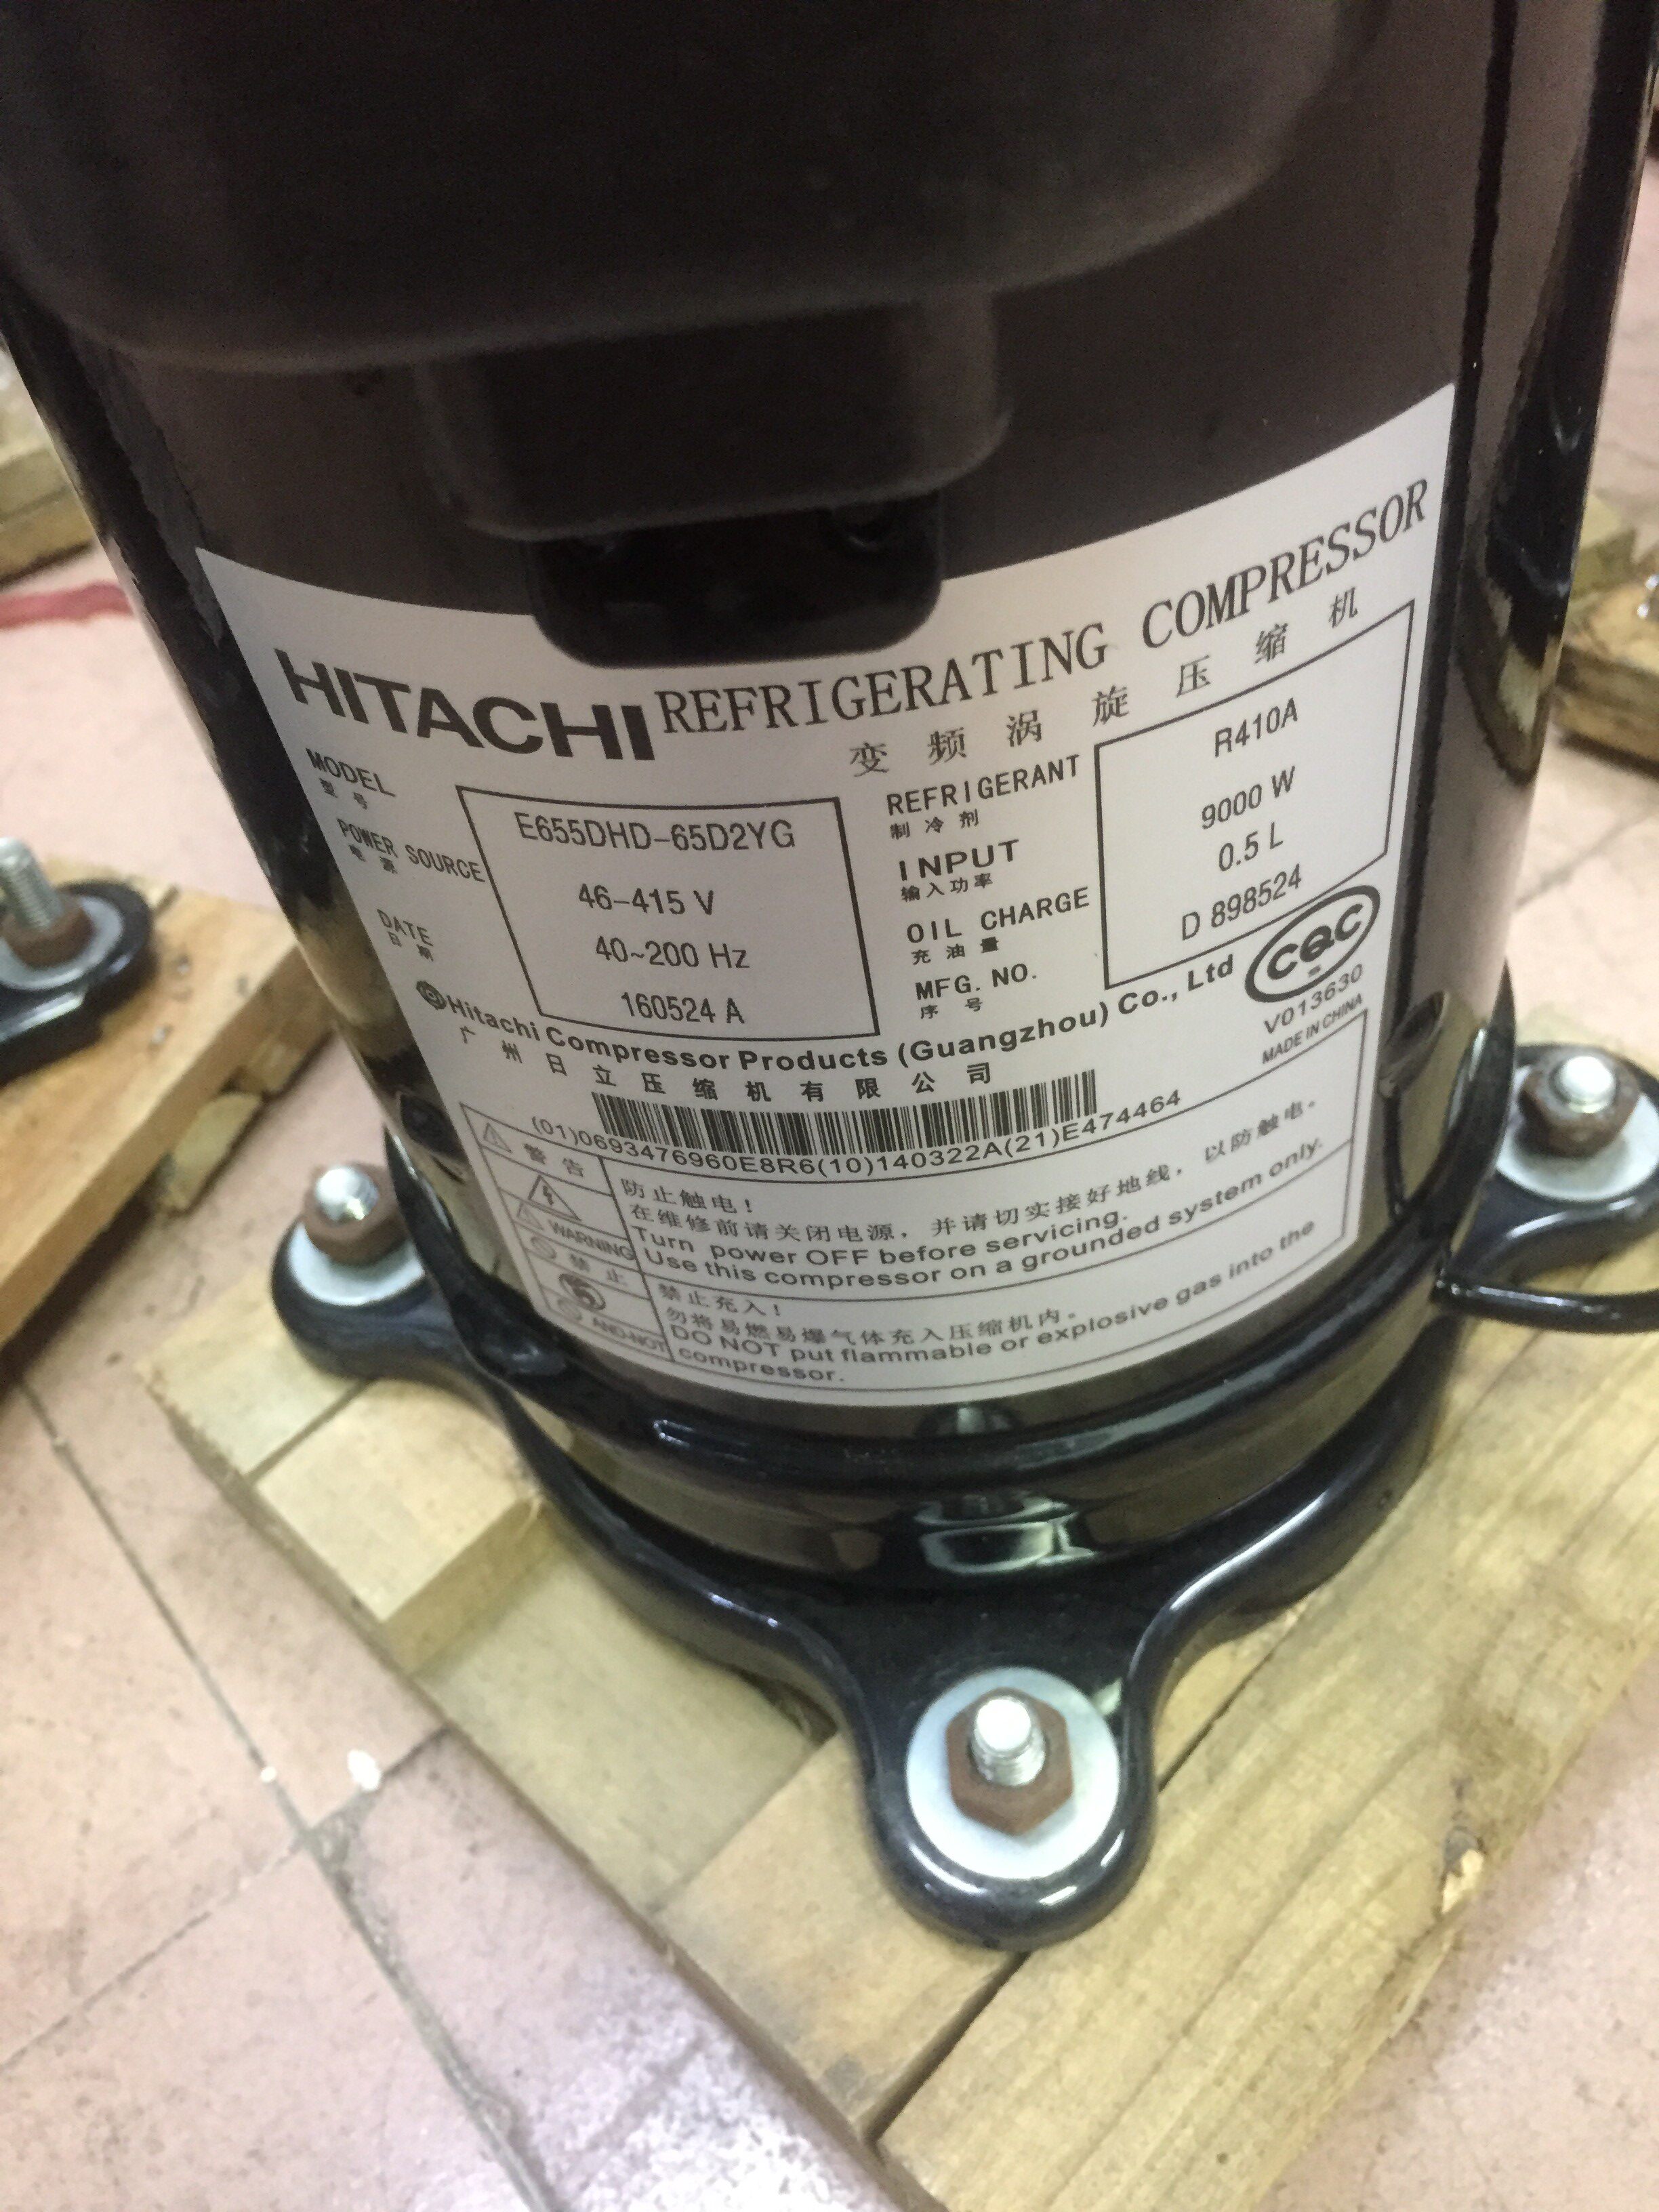 HITACHI REFRIGERATING COMPRESSOR
变频涡旋压缩机
MODEL
型号
E655DHD-65D2YG
POWER SOURCE
电源
46-415 V
40~200 Hz
DATE
日期
160524 A
REFRIGERANT
制冷剂
R410A
INPUT
输入功率
9000 W
OIL CHARGE
充油量
0.5 L
MFG. NO.
序号
D 898524
CQC
V013630
MADE IN CHINA
Hitachi Compressor Products (Guangzhou) Co., Ltd
广州日立压缩机有限公司
(01)0693476960E8R6(10)140322A(21)E474464
警告
WARNING
防止触电!
在维修前请关闭电源，并请切实接好地线，以防触电。
Turn power OFF before servicing.
Use this compressor on a grounded system only.
禁止
AND-NOT
禁止充入!
勿将易燃易爆气体充入压缩机内。
DO NOT put flammable or explosive gas into the
compressor.